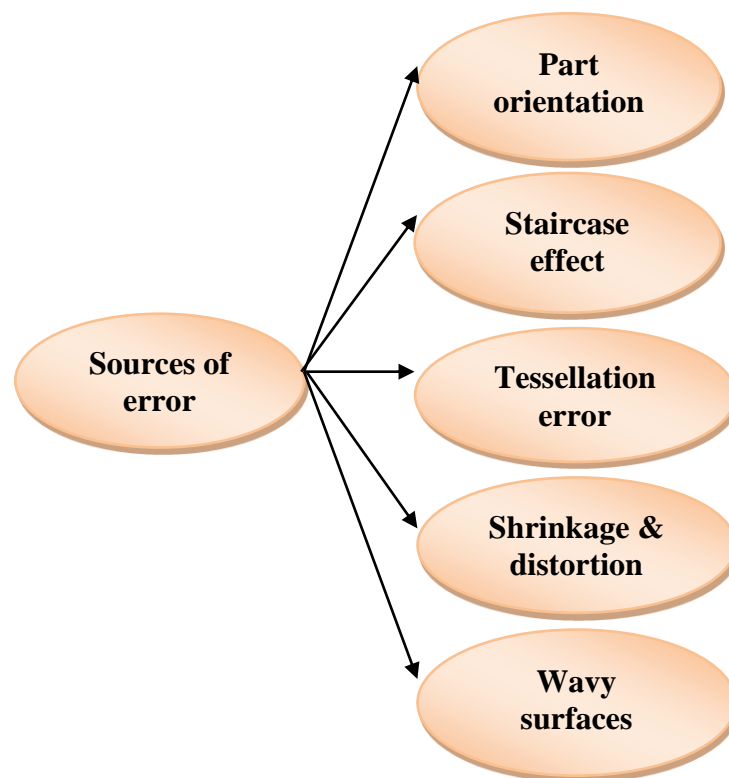 Part
orientation
Staircase
effect
Sources of
error
Tessellation
error
Shrinkage &
distortion
Wavy
surfaces